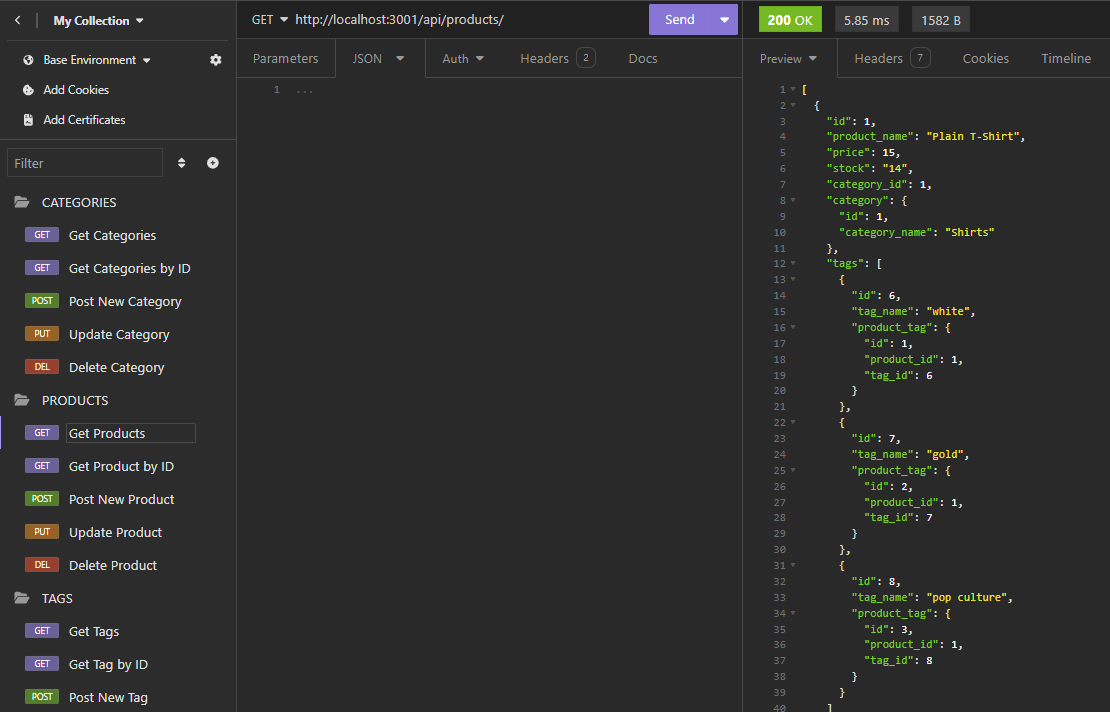 My Collection
Base Environment
Add Cookies
Add Certificates
Filter
CATEGORIES
GET Get Categories
GET Get Categories by ID
POST Post New Category
PUT Update Category
DEL Delete Category
PRODUCTS
GET Get Products
GET Get Product by ID
POST Post New Product
PUT Update Product
DEL Delete Product
TAGS
GET Get Tags
GET Get Tag by ID
POST Post New Tag
GET http://localhost:3001/api/products/ Send
Parameters JSON Auth Headers 2 Docs
1 ...
200 OK 5.85 ms 1582 B
Preview Headers 7 Cookies Timeline
1 [
2 {
3 "id": 1,
4 "product_name": "Plain T-Shirt",
5 "price": 15,
6 "stock": "14",
7 "category_id": 1,
8 "category": {
9 "id": 1,
10 "category_name": "Shirts"
11 },
12 "tags": [
13 {
14 "id": 6,
15 "tag_name": "white",
16 "product_tag": {
17 "id": 1,
18 "product_id": 1,
19 "tag_id": 6
20 }
21 },
22 {
23 "id": 7,
24 "tag_name": "gold",
25 "product_tag": {
26 "id": 2,
27 "product_id": 1,
28 "tag_id": 7
29 }
30 },
31 {
32 "id": 8,
33 "tag_name": "pop culture",
34 "product_tag": {
35 "id": 3,
36 "product_id": 1,
37 "tag_id": 8
38 }
39 }
40 ]